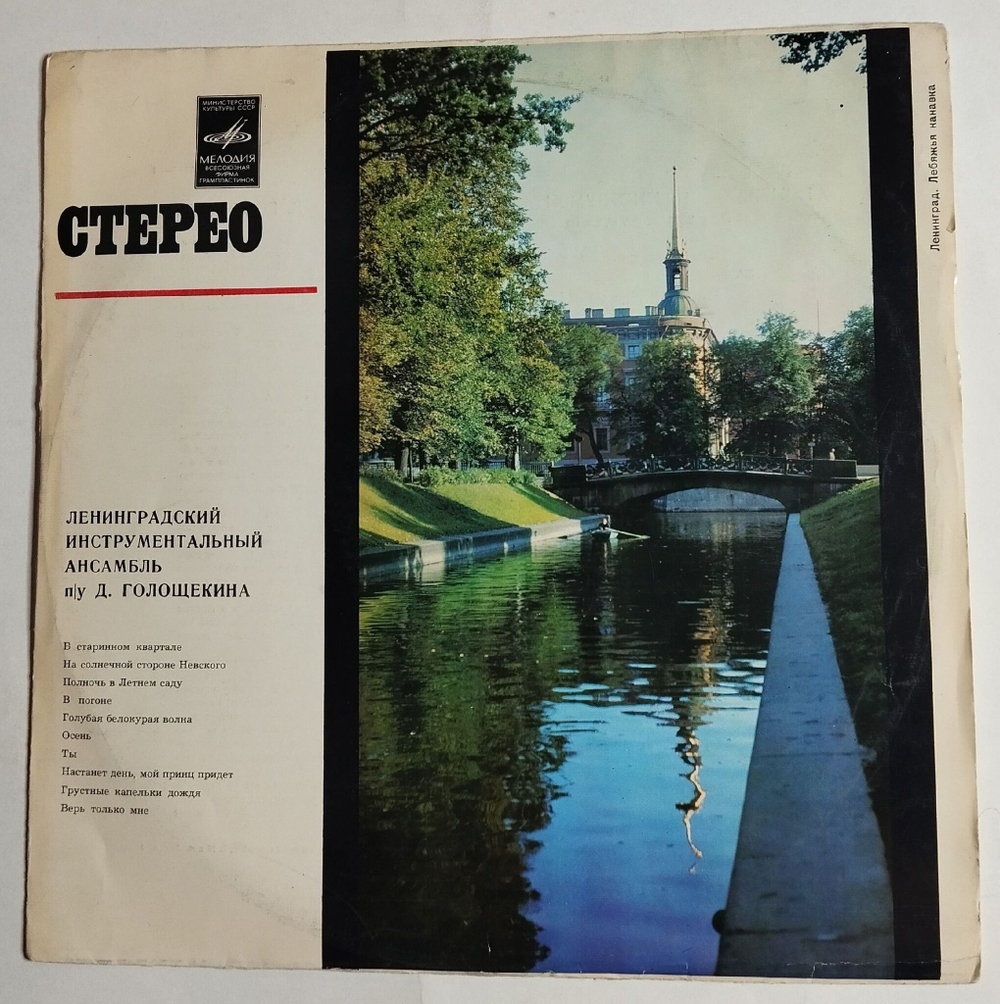 МИНИСТЕРСТВО
КУЛЬТУРЫ СССР
МЕЛОДИЯ
ВСЕСОЮЗНАЯ
ФИРМА
ГРАМПЛАСТИНОК
СТЕРЕО
ЛЕНИНГРАДСКИЙ
ИНСТРУМЕНТАЛЬНЫЙ
АНСАМБЛЬ
п/у Д. ГОЛОЩЕКИНА
В старинном квартале
На солнечной стороне Невского
Полночь в Летнем саду
В погоне
Голубая белокурая волна
Осень
Ты
Настанет день, мой принц придет
Грустные капельки дождя
Верь только мне
Ленинград. Лебяжья канавка